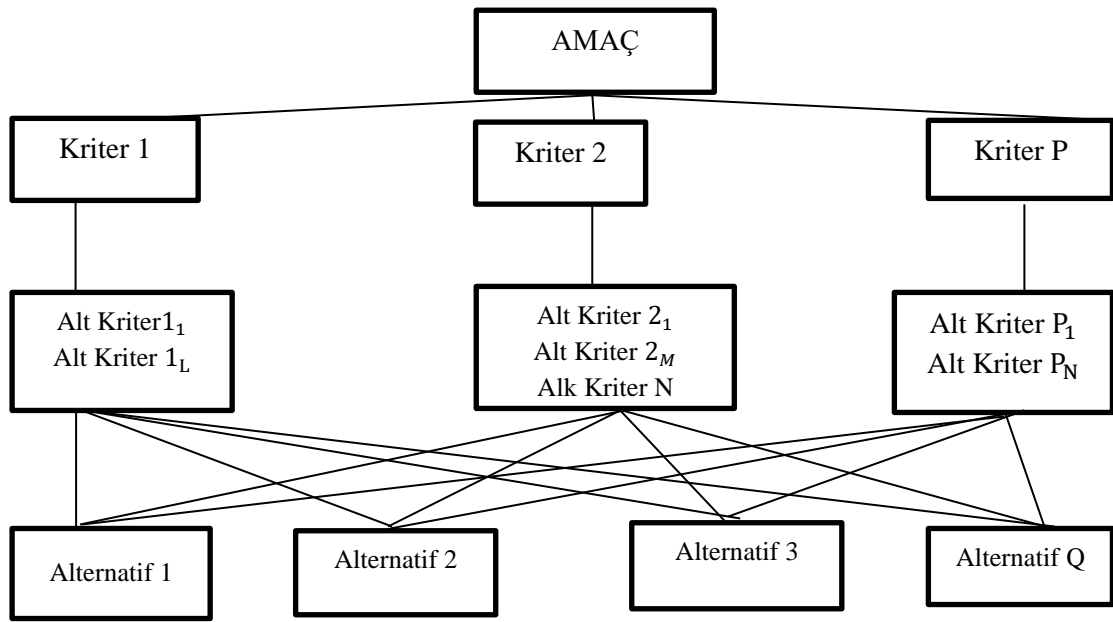 AMAÇ
Kriter 1
Kriter 2
Kriter P
Alt Kriter1₁
Alt Kriter 1L
Alt Kriter 2₁
Alt Kriter 2M
Alk Kriter N
Alt Kriter P₁
Alt Kriter PN
Alternatif 1
Alternatif 2
Alternatif 3
Alternatif Q